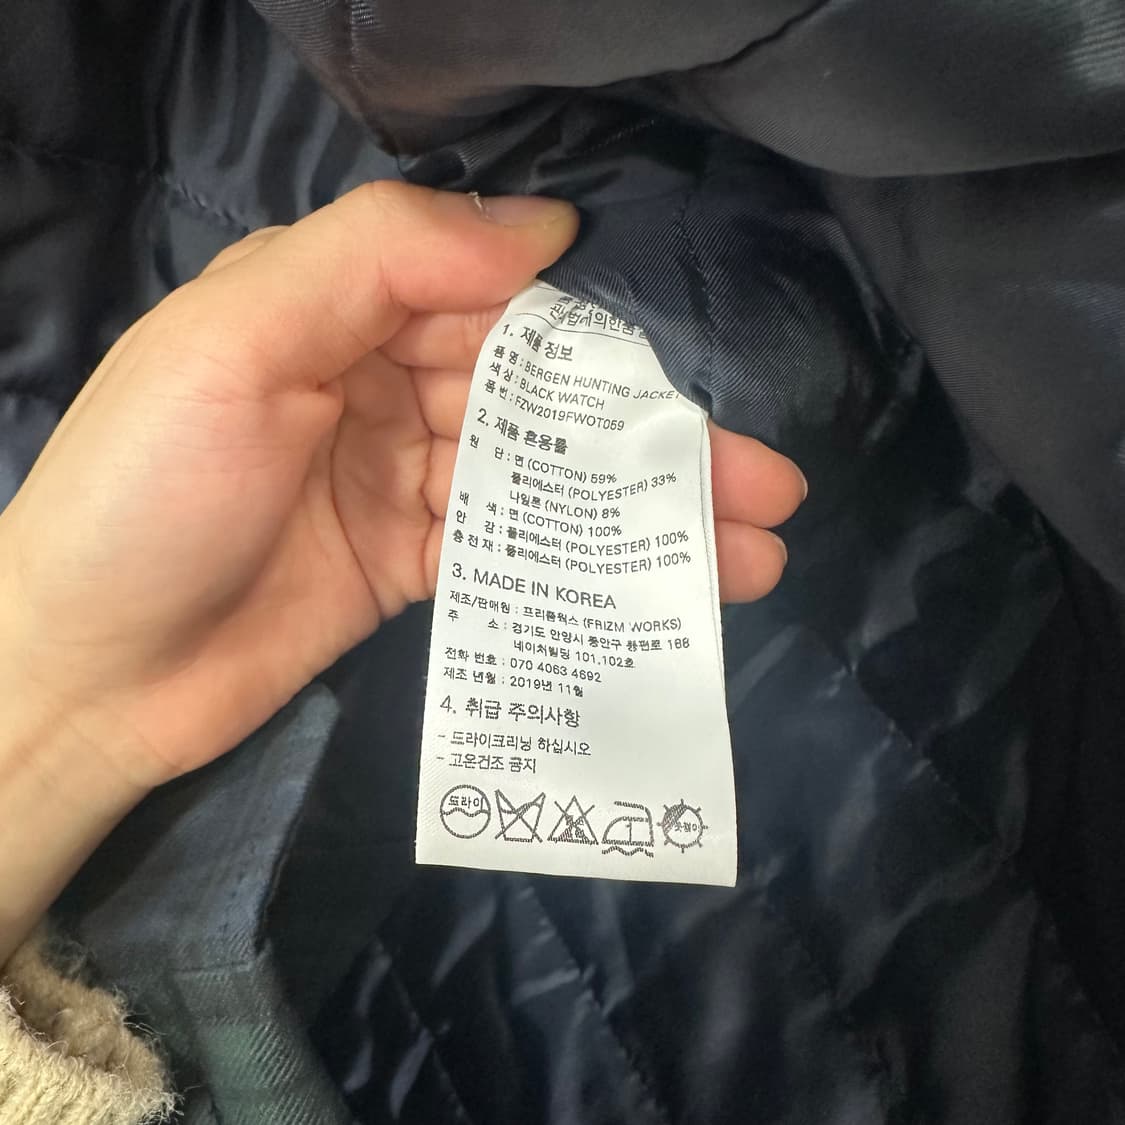 1. 제품 정보
품 명 : BERGEN HUNTING JACKET
색 상 : BLACK WATCH
품 번 : FZW2019FWOT059
2. 제품 혼용률
원 단 : 면 (COTTON) 59%
폴리에스터 (POLYESTER) 33%
나일론 (NYLON) 8%
배 색 : 면 (COTTON) 100%
안 감 : 폴리에스터 (POLYESTER) 100%
충 전 재 : 폴리에스터 (POLYESTER) 100%
3. MADE IN KOREA
제조/판매원 : 프리즘웍스 (FRIZM WORKS)
주 소 : 경기도 안양시 동안구 흥안대로 188
네이처빌딩 101,102호
전화 번호 : 070 4063 4692
제조 년월 : 2019년 11월
4. 취급 주의사항
- 드라이크리닝 하십시오
- 고온건조 금지
드라이
1
옷걸이